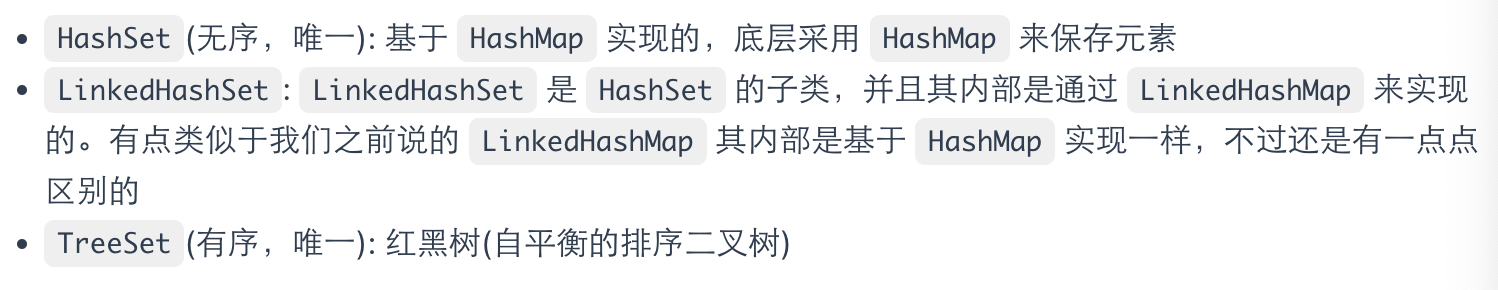 • HashSet(无序，唯一): 基于 HashMap 实现的，底层采用 HashMap 来保存元素
• LinkedHashSet: LinkedHashSet 是 HashSet 的子类，并且其内部是通过 LinkedHashMap 来实现
的。有点类似于我们之前说的 LinkedHashMap 其内部是基于 HashMap 实现一样，不过还是有一点点
区别的
• TreeSet(有序，唯一): 红黑树(自平衡的排序二叉树)